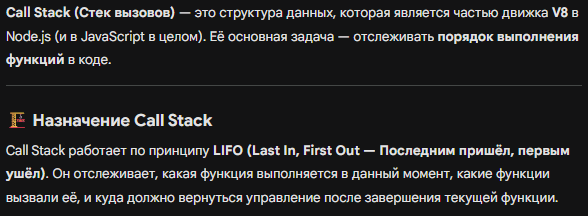 Call Stack (Стек вызовов) — это структура данных, которая является частью движка V8 в
Node.js (и в JavaScript в целом). Её основная задача — отслеживать порядок выполнения
функций в коде.
Назначение Call Stack
Call Stack работает по принципу LIFO (Last In, First Out — Последним пришёл, первым
ушёл). Он отслеживает, какая функция выполняется в данный момент, какие функции
вызвали её, и куда должно вернуться управление после завершения текущей функции.